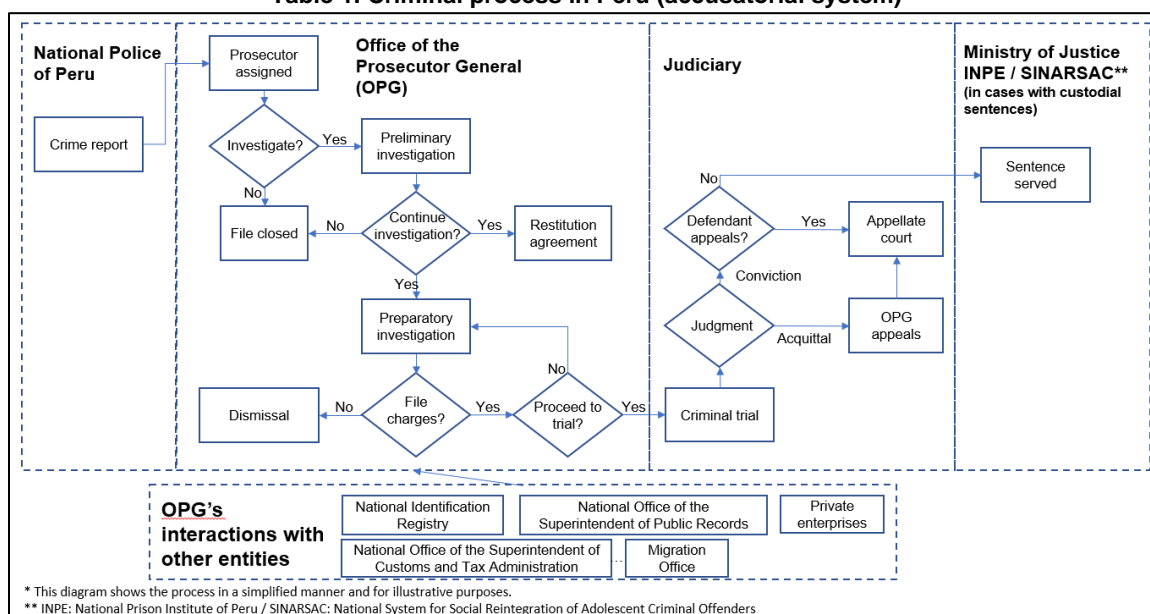 Table 1. Criminal process in Peru (accusatorial system)
National Police
of Peru
Crime report
Office of the
Prosecutor General
(OPG)
Prosecutor
assigned
Investigate?
Yes
No
Preliminary
investigation
File closed
No
Continue
investigation?
Yes
Restitution
agreement
Yes
Preparatory
investigation
No
Dismissal
No
File
charges?
Yes
Proceed to
trial?
Yes
Judiciary
No
Defendant
appeals?
Yes
Appellate
court
Conviction
Judgment
Acquittal
OPG
appeals
Criminal trial
Ministry of Justice
INPE / SINARSAC**
(in cases with custodial
sentences)
Sentence
served
OPG's
interactions with
other entities
National Identification
Registry
National Office of the
Superintendent of Public Records
Private
enterprises
National Office of the Superintendent of
Customs and Tax Administration
...
Migration
Office
* This diagram shows the process in a simplified manner and for illustrative purposes.
** INPE: National Prison Institute of Peru / SINARSAC: National System for Social Reintegration of Adolescent Criminal Offenders